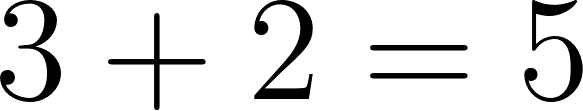 3 + 2 = 5